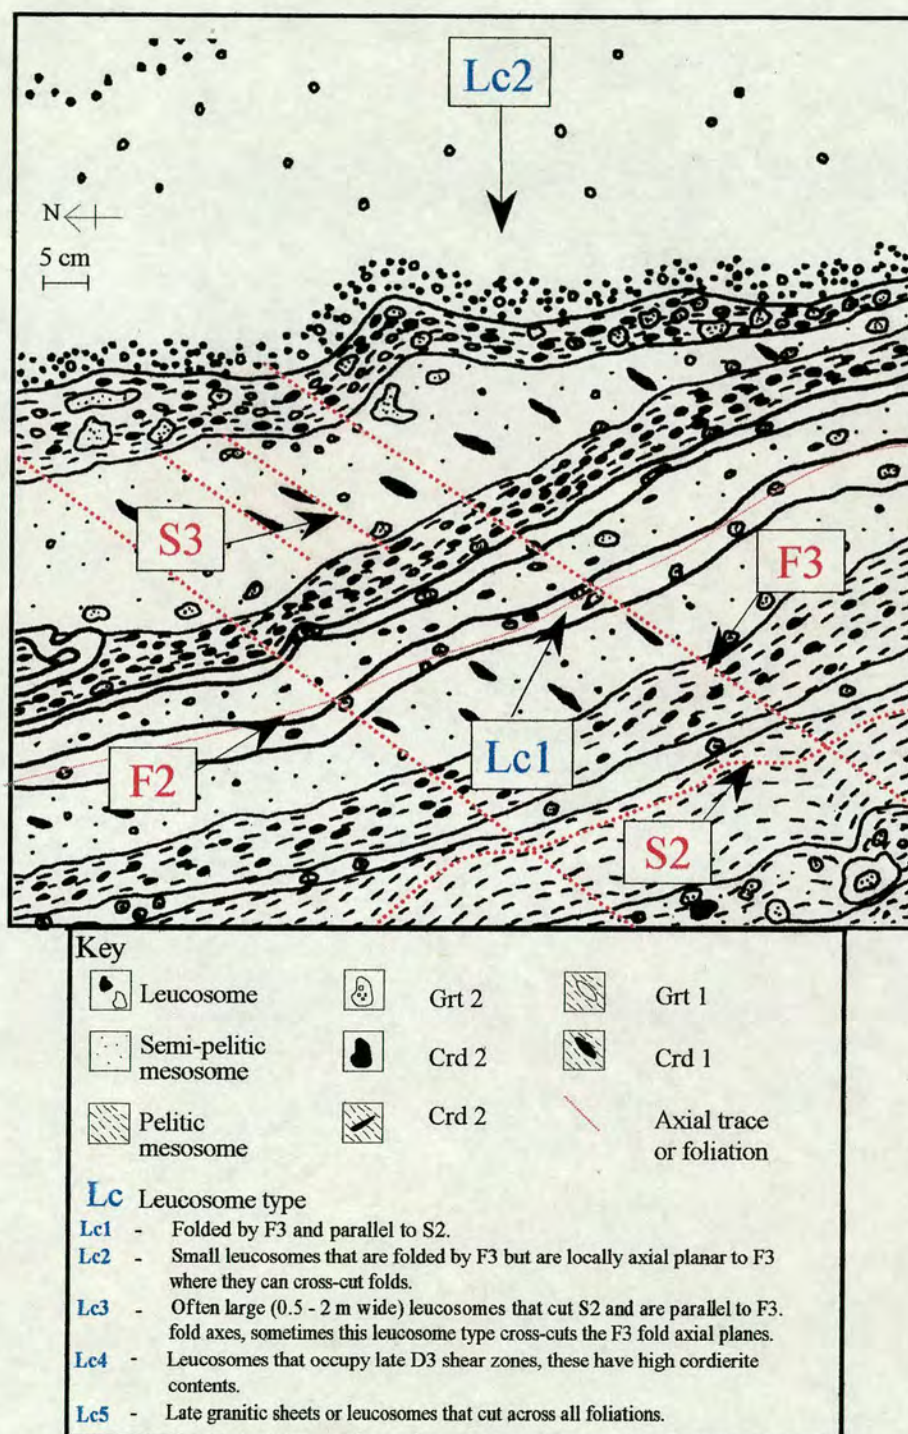 Lc2
N
5 cm
S3
F3
F2
Lc1
S2
Key
Leucosome
Grt 2
Grt 1
Semi-pelitic
mesosome
Crd 2
Crd 1
Pelitic
mesosome
Crd 2
Axial trace
or foliation
Lc Leucosome type
Lc1 - Folded by F3 and parallel to S2.
Lc2 - Small leucosomes that are folded by F3 but are locally axial planar to F3
where they can cross-cut folds.
Lc3 - Often large (0.5 - 2 m wide) leucosomes that cut S2 and are parallel to F3.
fold axes, sometimes this leucosome type cross-cuts the F3 fold axial planes.
Lc4 - Leucosomes that occupy late D3 shear zones, these have high cordierite
contents.
Lc5 - Late granitic sheets or leucosomes that cut across all foliations.